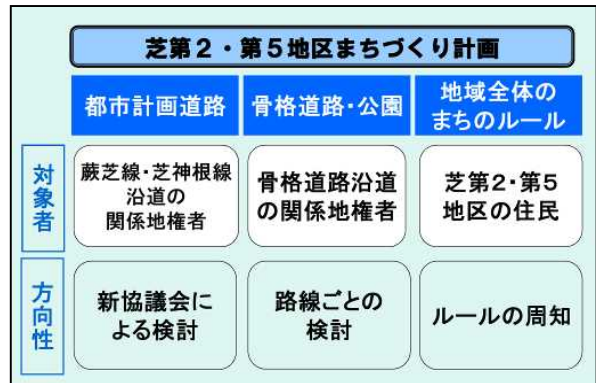 芝第２・第５地区まちづくり計画
都市計画道路
骨格道路・公園
地域全体の
まちのルール
対象者
蕨芝線・芝神根線
沿道の
関係地権者
骨格道路沿道
の関係地権者
芝第２・第５
地区の住民
方向性
新協議会に
よる検討
路線ごとの
検討
ルールの周知